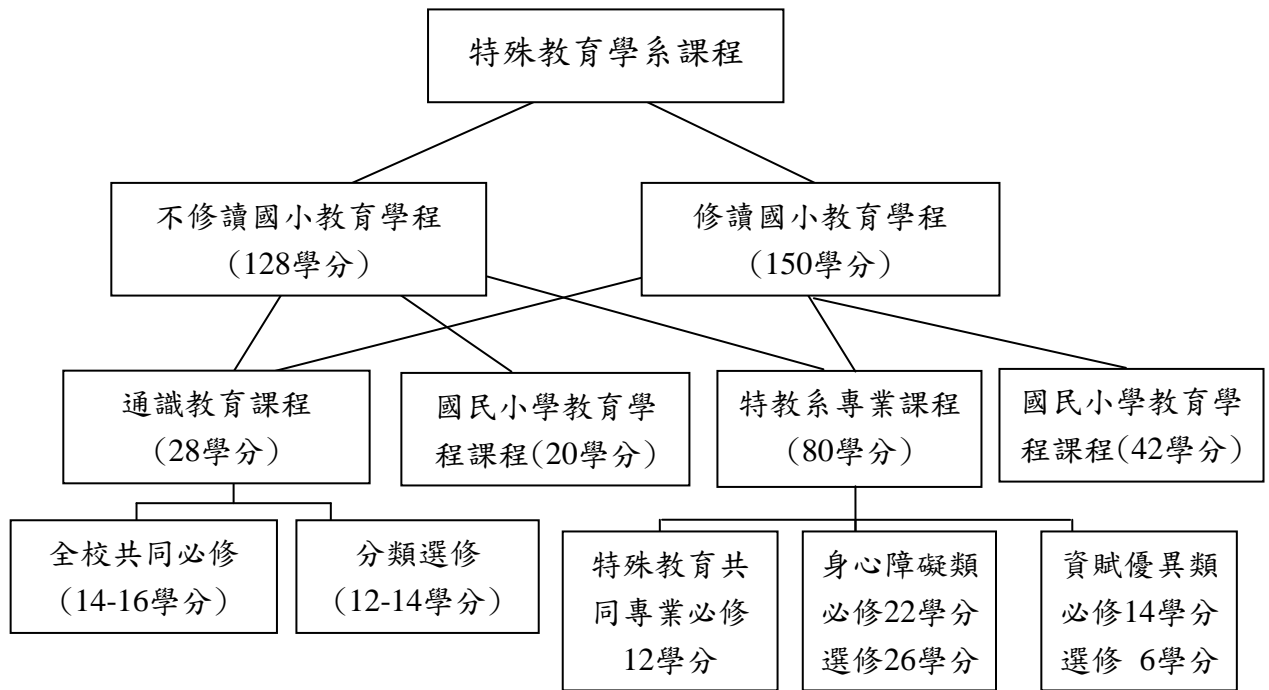 特殊教育學系課程
不修讀國小教育學程
（128學分）
修讀國小教育學程
（150學分）
通識教育課程
（28學分）
國民小學教育學
程課程（20學分）
特教系專業課程
（80學分）
國民小學教育學
程課程（42學分）
全校共同必修
（14-16學分）
分類選修
（12-14學分）
特殊教育共
同專業必修
12學分
身心障礙類
必修22學分
選修26學分
資賦優異類
必修14學分
選修 6學分